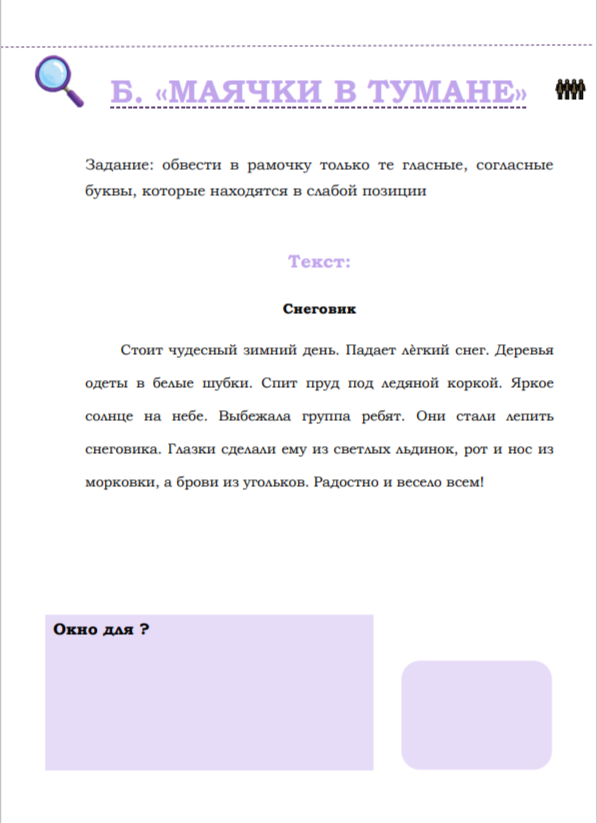 Б. «МАЯЧКИ В ТУМАНЕ»
Задание: обвести в рамочку только те гласные, согласные
буквы, которые находятся в слабой позиции
Текст:
Снеговик
Стоит чудесный зимний день. Падает лѐгкий снег. Деревья
одеты в белые шубки. Спит пруд под ледяной коркой. Яркое
солнце на небе. Выбежала группа ребят. Они стали лепить
снеговика. Глазки сделали ему из светлых льдинок, рот и нос из
морковки, а брови из угольков. Радостно и весело всем!
Окно для ?